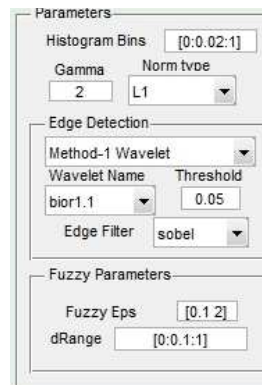 Parameters
Histogram Bins [0:0.02:1]
Gamma Norm type
2 L1
Edge Detection
Method-1 Wavelet
Wavelet Name Threshold
bior1.1 0.05
Edge Filter sobel
Fuzzy Parameters
Fuzzy Eps [0.1 2]
dRange [0:0.1:1]